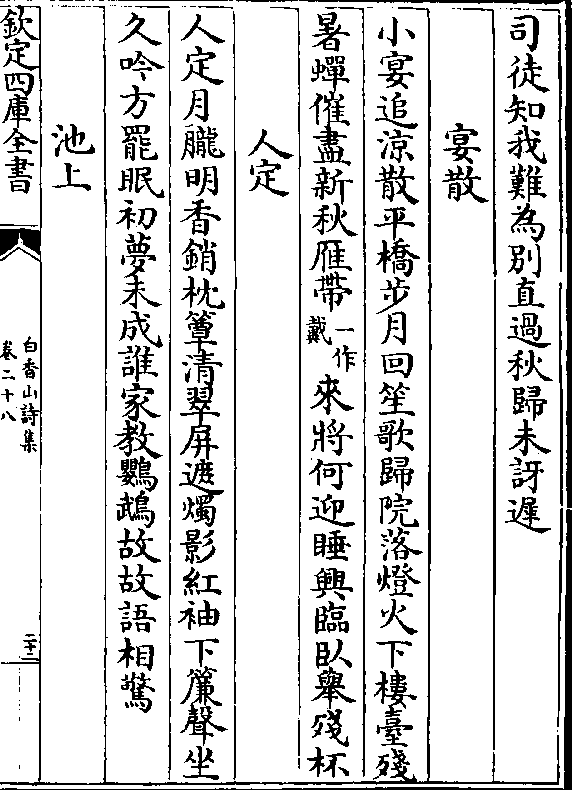 司徒知我難為別直過秋歸未訝遲
宴散
小宴追涼散平橋步月回笙歌歸院落燈火下樓臺殘
暑蟬催盡新秋雁帶一作戴來將何迎睡興臨卧舉殘杯
人定
人定月朧明香銷枕簟清翠屏遮燭影紅袖下簾聲坐
久吟方罷眠初夢未成誰家教鸚鵡故故語相驚
池上
欽定四庫全書
白香山詩集
卷二十八
二十二